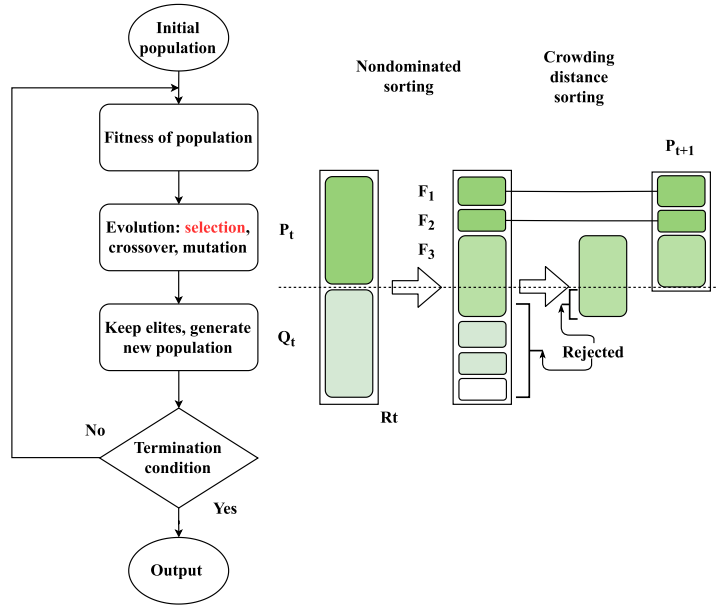 Initial
population
Fitness of population
Evolution: selection,
crossover, mutation
Keep elites, generate
new population
No
Termination
condition
Yes
Output
Nondominated
sorting
Crowding
distance
sorting
P_t+1
F_1
F_2
F_3
P_t
Q_t
Rejected
Rt